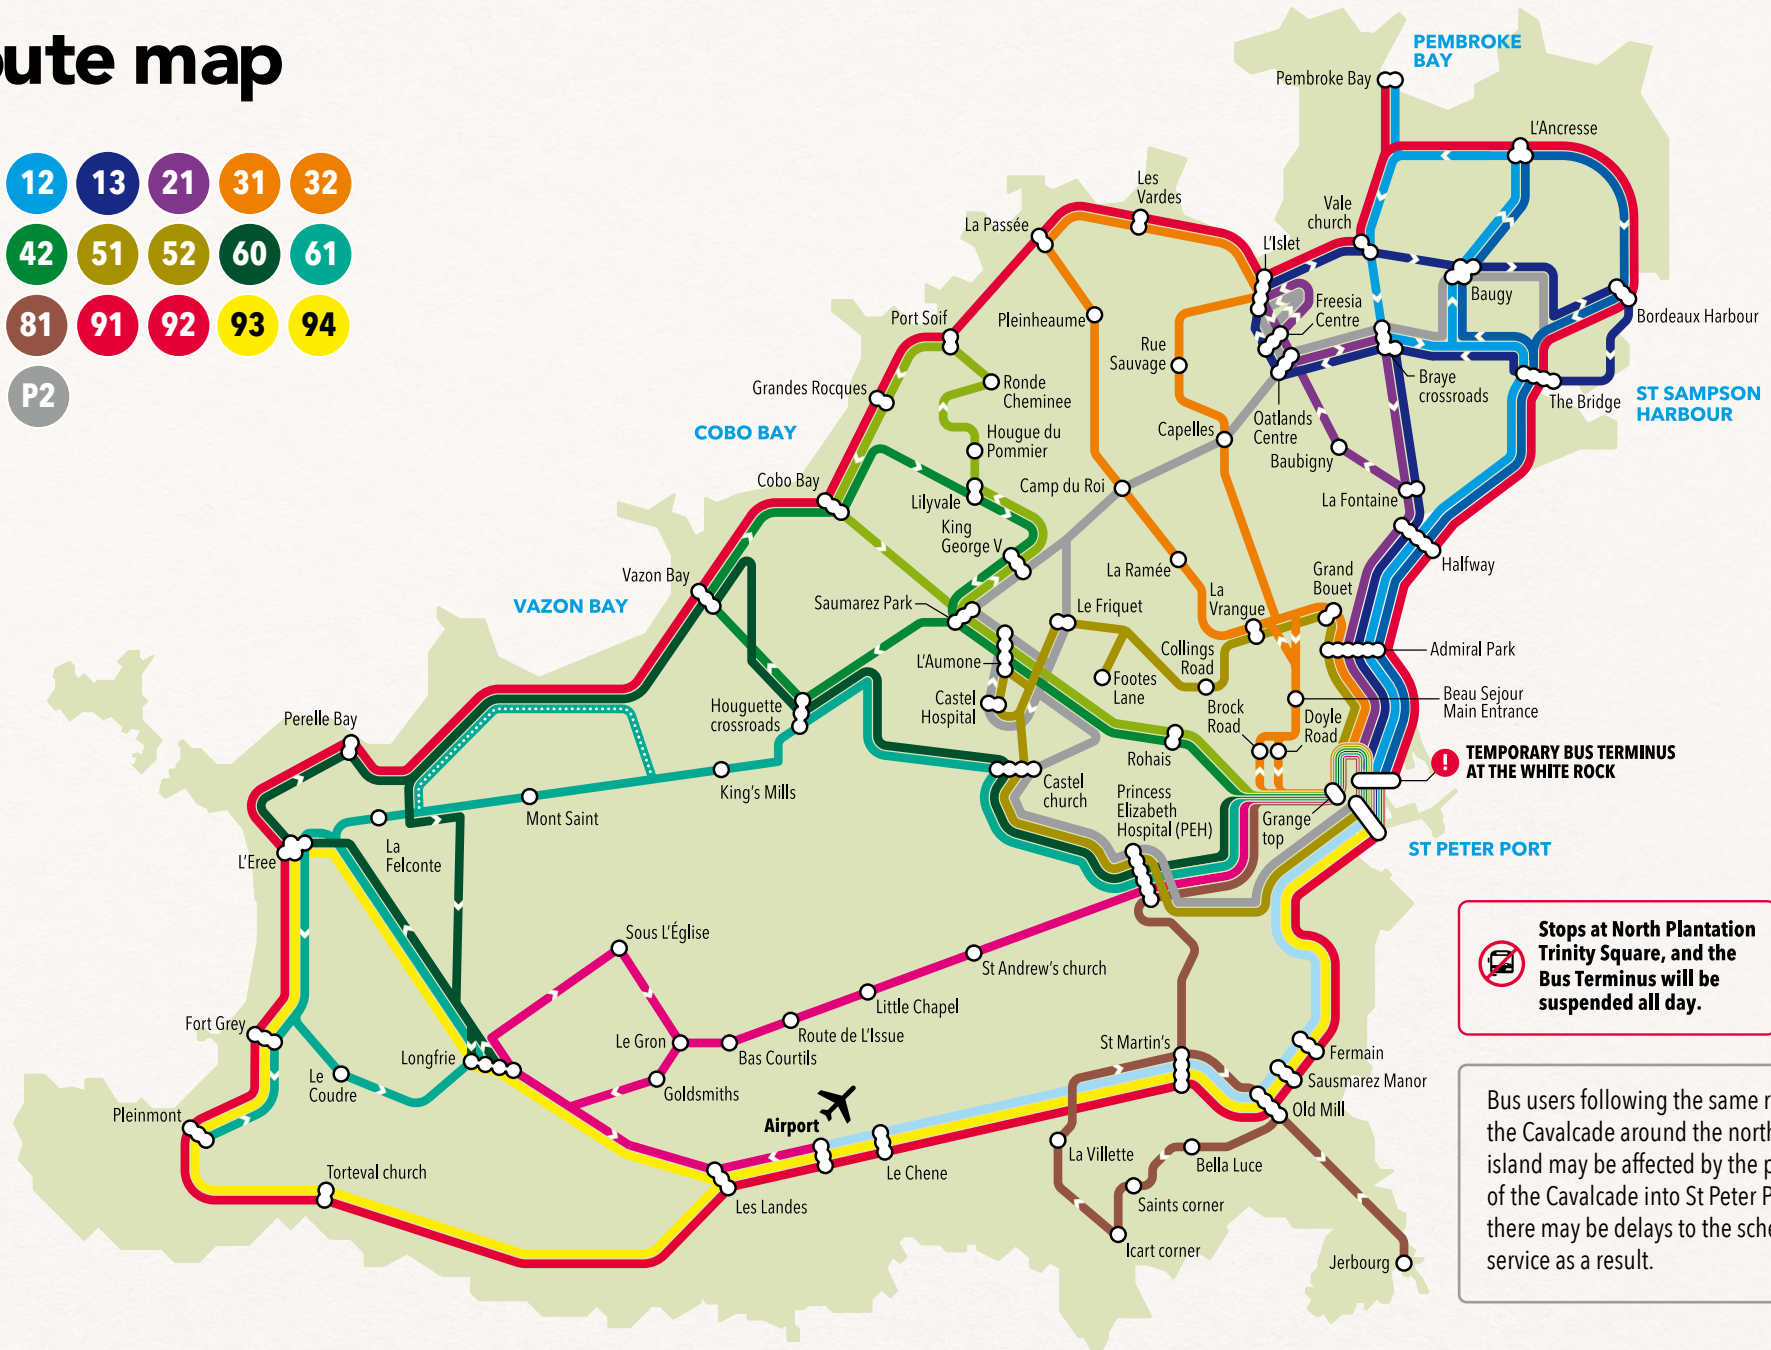 oute map
12 13 21 31 32
42 51 52 60 61
81 91 92 93 94
P2
PEMBROKE
BAY
Pembroke Bay
L'Ancresse
Les
Vardes
Vale
church
La Passée
L'Islet
Freesia
Centre
Baugy
Bordeaux Harbour
Port Soif
Pleinheaume
Rue
Sauvage
Ronde
Cheminee
Grandes Rocques
Braye
crossroads
The Bridge
ST SAMPSON
HARBOUR
Oatlands
Centre
Capelles
COBO BAY
Hougue du
Pommier
Baubigny
Cobo Bay
Lilyvale
Camp du Roi
La Fontaine
King
George V
Halfway
Vazon Bay
La Ramée
Grand
Bouet
La
Vrangue
VAZON BAY
Saumarez Park
Le Friquet
L'Aumone
Collings
Road
Admiral Park
Footes
Lane
Castel
Hospital
Houguette
crossroads
Brock
Road
Doyle
Road
Beau Sejour
Main Entrance
Perelle Bay
Rohais
! TEMPORARY BUS TERMINUS
AT THE WHITE ROCK
King's Mills
Castel
church
Princess
Elizabeth
Hospital (PEH)
Mont Saint
Grange
top
La
Felconte
L'Eree
ST PETER PORT
Stops at North Plantation
Trinity Square, and the
Bus Terminus will be
suspended all day.
Sous L'Église
St Andrew's church
Little Chapel
Fort Grey
Route de L'Issue
Le Gron
Bas Courtils
Longfrie
St Martin's
Fermain
Le
Coudre
Goldsmiths
Sausmarez Manor
Pleinmont
Airport
Old Mill
Le Chene
La Villette
Bella Luce
Torteval church
Les Landes
Saints corner
Icart corner
Jerbourg
Bus users following the same r
the Cavalcade around the north
island may be affected by the p
of the Cavalcade into St Peter P
there may be delays to the sche
service as a result.